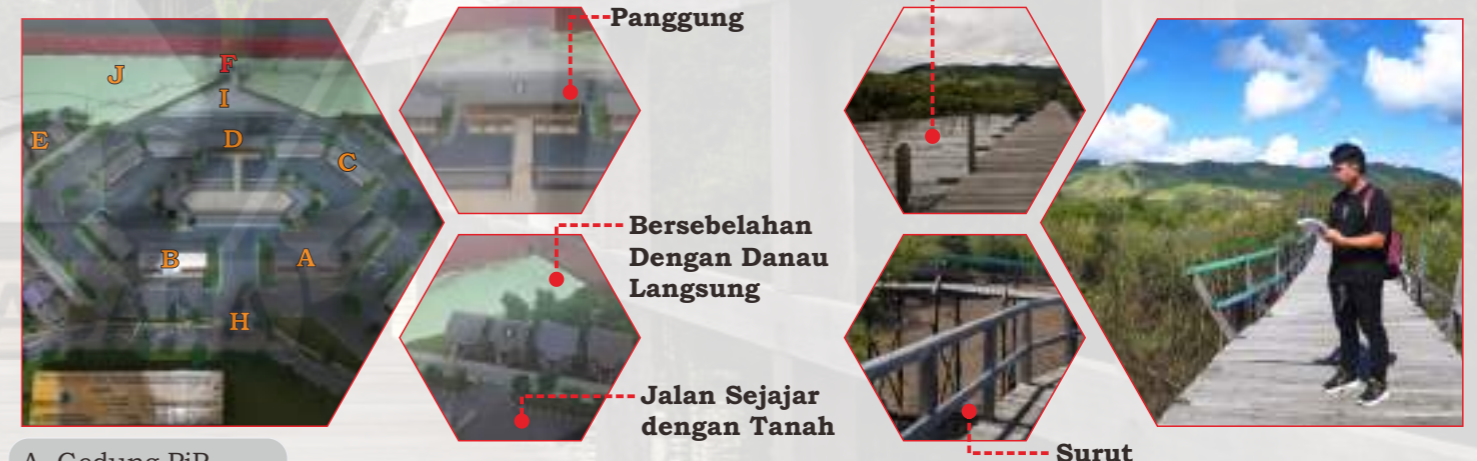 J
F
I
E
D
C
B
A
H
Panggung
Bersebelahan
Dengan Danau
Langsung
Jalan Sejajar
dengan Tanah
Surut